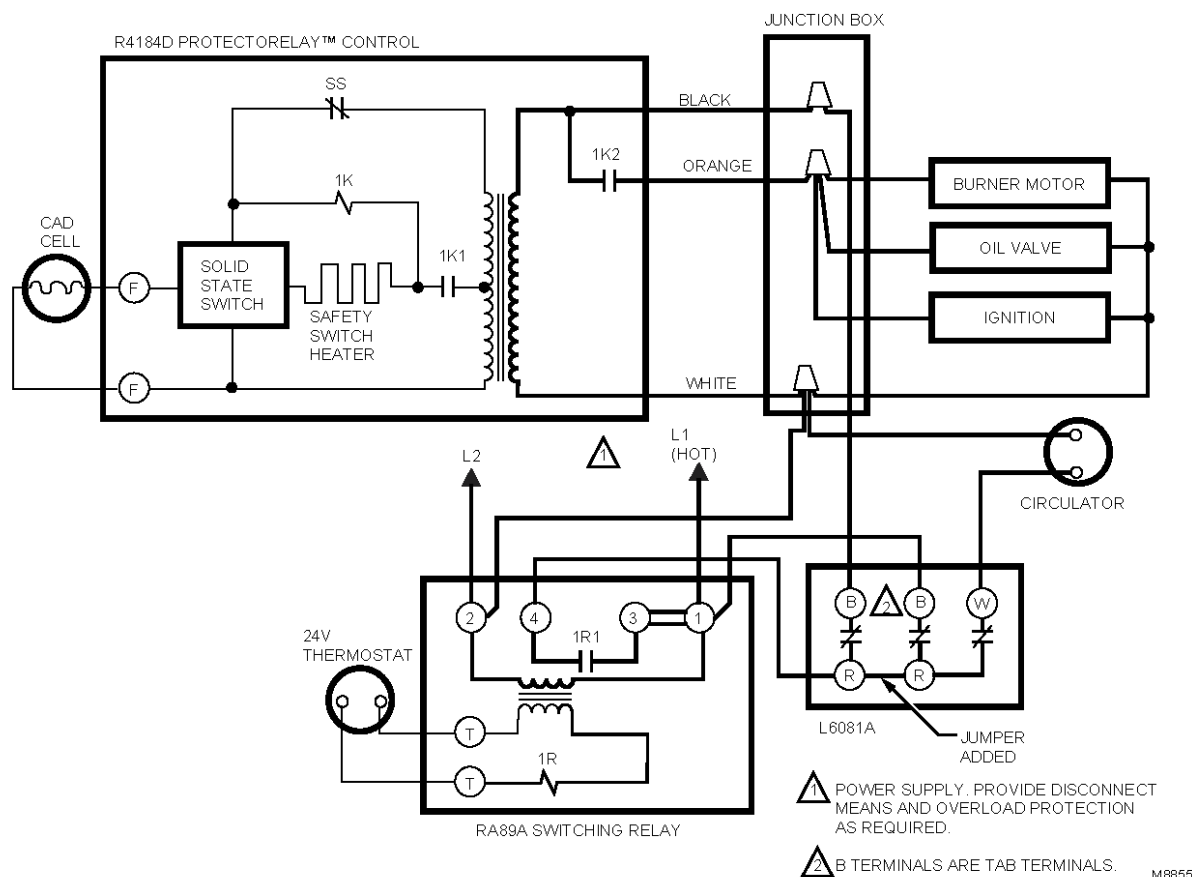 JUNCTION BOX
R4184D PROTECTORELAY™ CONTROL
SS
BLACK
1K2
ORANGE
1K
BURNER MOTOR
CAD
CELL
SOLID
STATE
SWITCH
1K1
OIL VALVE
F
SAFETY
SWITCH
HEATER
IGNITION
F
WHITE
L2
1
L1
(HOT)
CIRCULATOR
2
4
3
1
B
2
B
W
1R1
24V
THERMOSTAT
R
R
T
L6081A
JUMPER
ADDED
1R
T
1 POWER SUPPLY. PROVIDE DISCONNECT
MEANS AND OVERLOAD PROTECTION
AS REQUIRED.
RA89A SWITCHING RELAY
2 B TERMINALS ARE TAB TERMINALS.
M8855